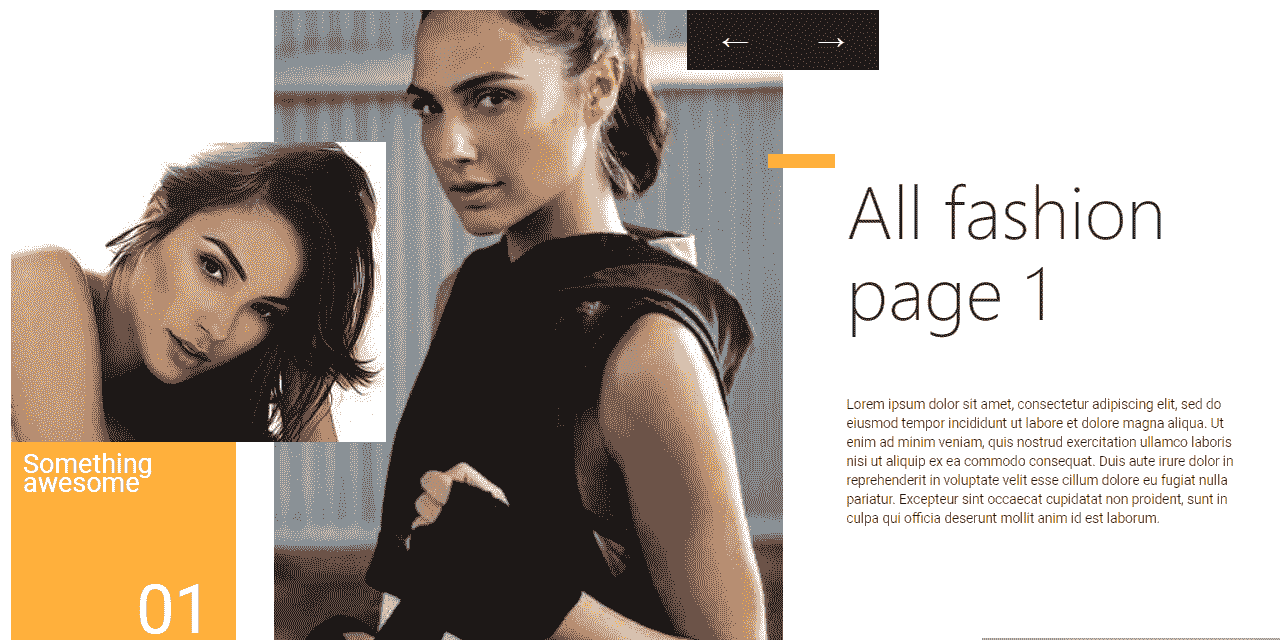 ← →
All fashion
page 1
Lorem ipsum dolor sit amet, consectetur adipiscing elit, sed do
eiusmod tempor incididunt ut labore et dolore magna aliqua. Ut
enim ad minim veniam, quis nostrud exercitation ullamco laboris
nisi ut aliquip ex ea commodo consequat. Duis aute irure dolor in
reprehenderit in voluptate velit esse cillum dolore eu fugiat nulla
pariatur. Excepteur sint occaecat cupidatat non proident, sunt in
culpa qui officia deserunt mollit anim id est laborum.
Something
awesome
01